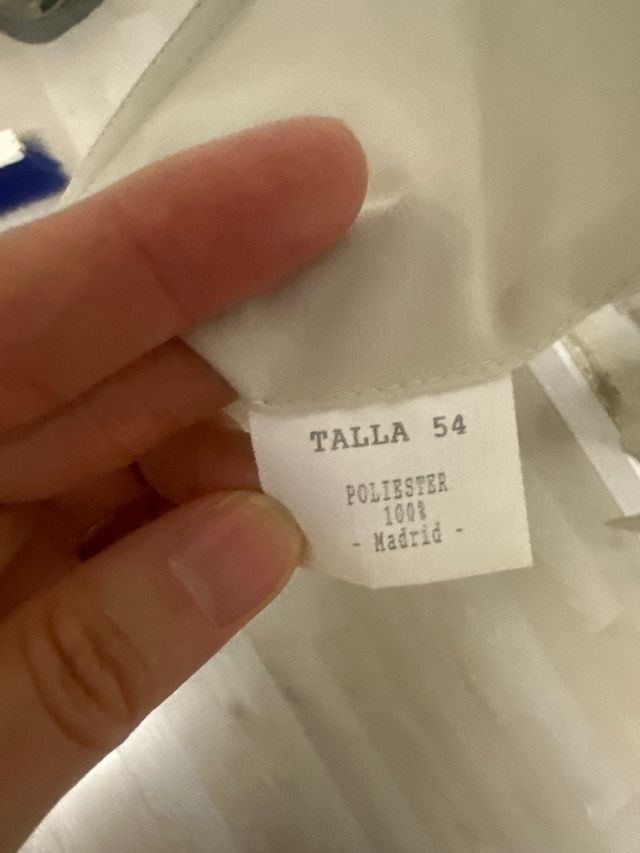 TALLA 54
POLIESTER
100%
- Madrid -